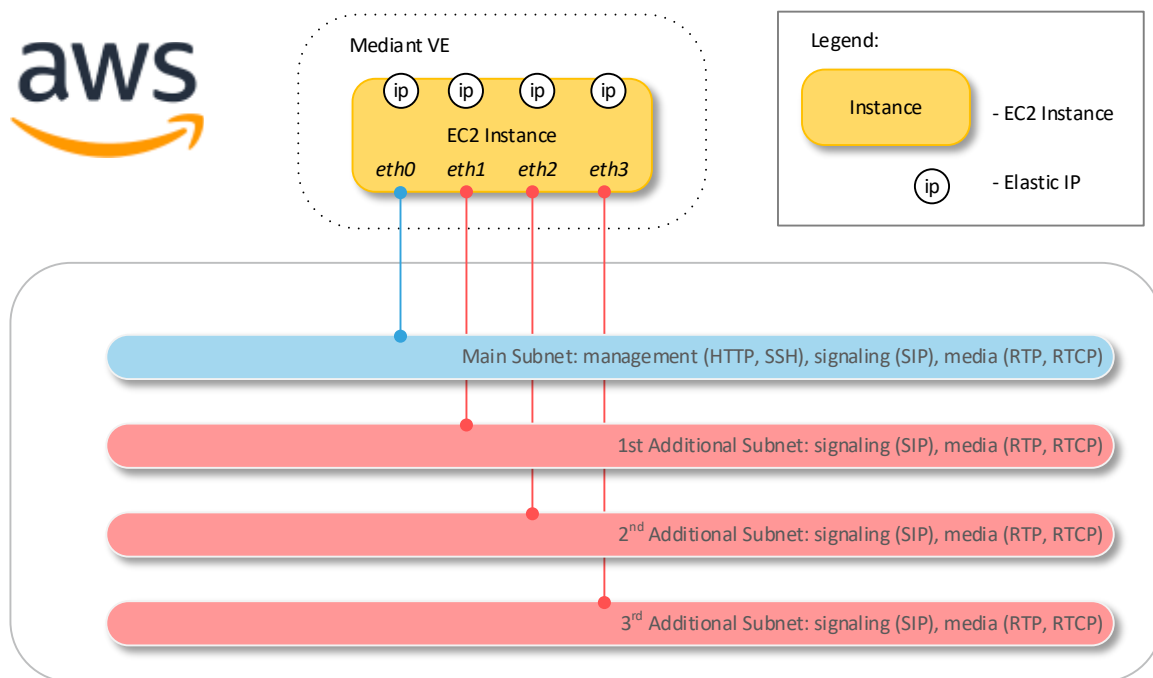 aws
Mediant VE
ip ip ip ip
EC2 Instance
eth0 eth1 eth2 eth3
Legend:
Instance - EC2 Instance
ip - Elastic IP
Main Subnet: management (HTTP, SSH), signaling (SIP), media (RTP, RTCP)
1st Additional Subnet: signaling (SIP), media (RTP, RTCP)
2nd Additional Subnet: signaling (SIP), media (RTP, RTCP)
3rd Additional Subnet: signaling (SIP), media (RTP, RTCP)